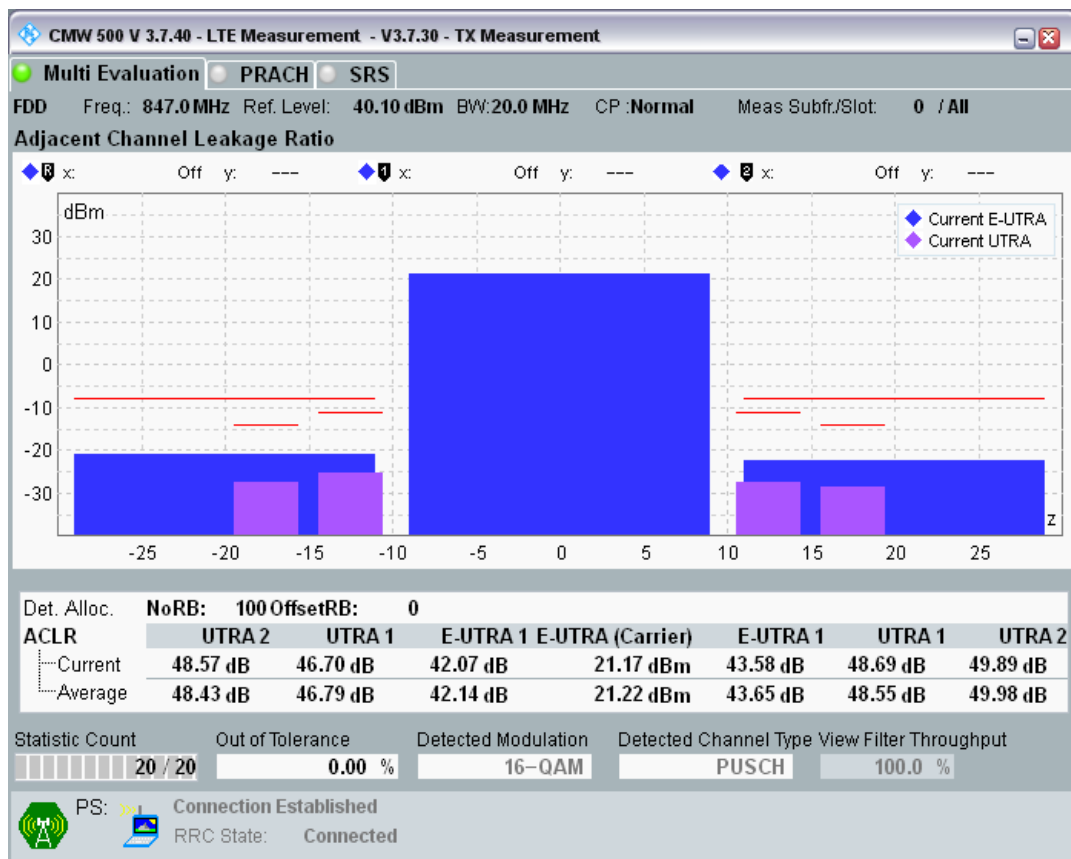 CMW 500 V 3.7.40 - LTE Measurement - V3.7.30 - TX Measurement
Multi Evaluation PRACH SRS
FDD Freq.: 847.0 MHz Ref. Level: 40.10 dBm BW:20.0 MHz CP :Normal Meas Subfr./Slot: 0 / All
Adjacent Channel Leakage Ratio
R x: Off y: --- 1 x: Off y: --- 2 x: Off y: ---
dBm
Current E-UTRA
Current UTRA
30
20
10
0
-10
-20
-30
z
-25 -20 -15 -10 -5 0 5 10 15 20 25
Det. Alloc. NoRB: 100 OffsetRB: 0
ACLR UTRA 2 UTRA 1 E-UTRA 1 E-UTRA (Carrier) E-UTRA 1 UTRA 1 UTRA 2
Current 48.57 dB 46.70 dB 42.07 dB 21.17 dBm 43.58 dB 48.69 dB 49.89 dB
Average 48.43 dB 46.79 dB 42.14 dB 21.22 dBm 43.65 dB 48.55 dB 49.98 dB
Statistic Count Out of Tolerance Detected Modulation Detected Channel Type View Filter Throughput
20 / 20 0.00 % 16-QAM PUSCH 100.0 %
PS: Connection Established
RRC State: Connected